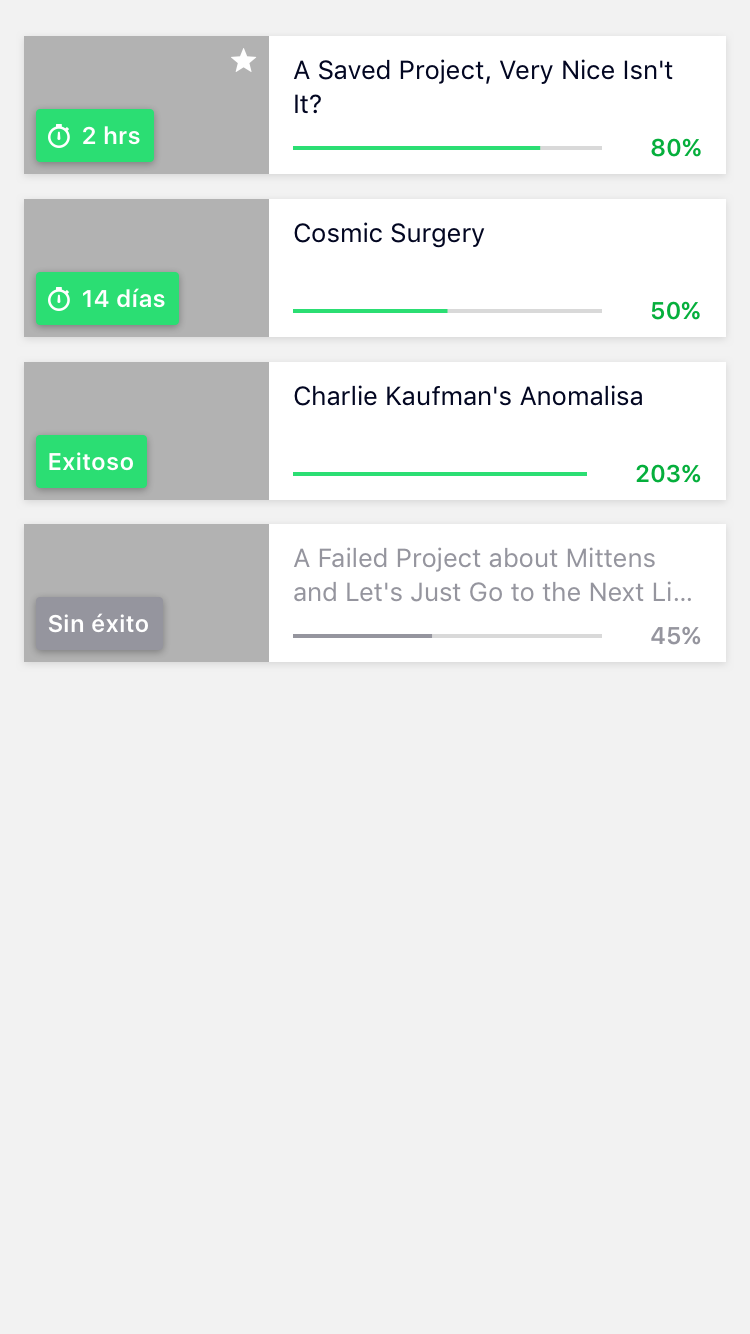 A Saved Project, Very Nice Isn't
It?
2 hrs
80%
Cosmic Surgery
14 días
50%
Charlie Kaufman's Anomalisa
Exitoso
203%
A Failed Project about Mittens
and Let's Just Go to the Next Li...
Sin éxito
45%